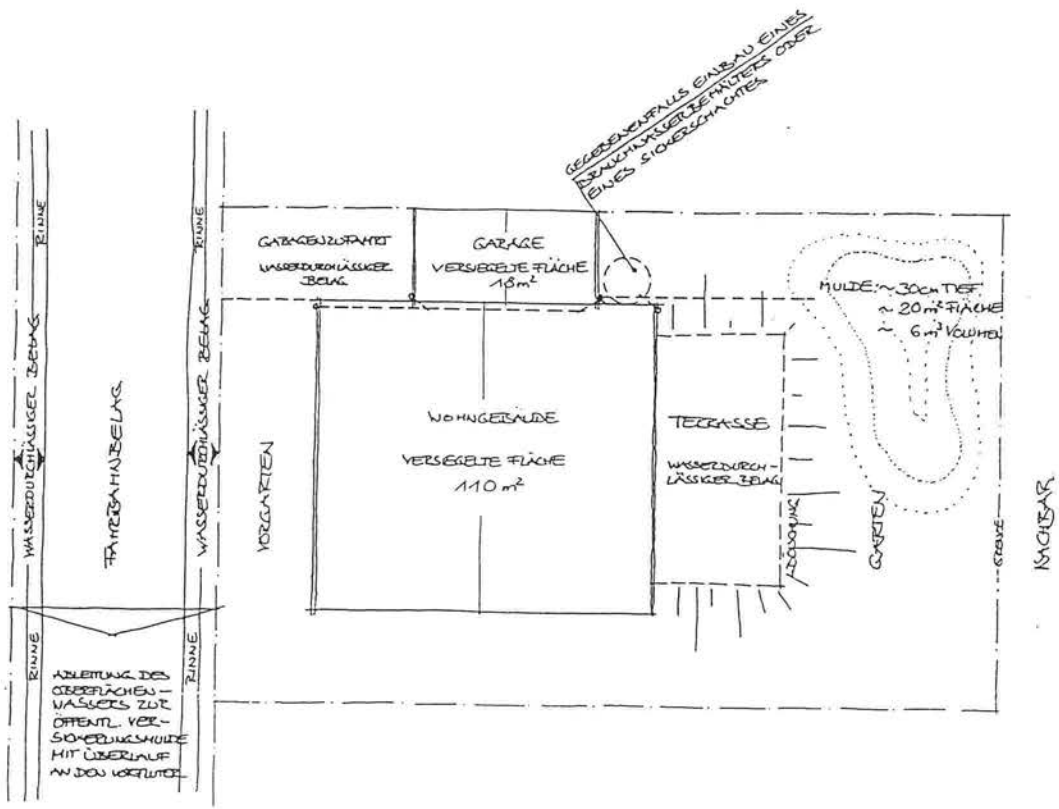 GEGEBENENFALLS EINBAU EINES
BRAUCHWASSERBEHÄLTERS ODER
EINES SICKERSCHACHTES
RINNE
RINNE
GARAGENZUFAHRT
WASSERDURCHLÄSSIGER
BELAG
GARAGE
VERSIEGELTE FLÄCHE
18 m²
MULDE: ~ 30cm TIEF
~ 20 m² FLÄCHE
~ 6 m³ VOLUMEN
WASSERDURCHLÄSSIGER BELAG
FAHRBAHNBELAG
WASSERDURCHLÄSSIGER BELAG
VORGARTEN
WOHNGEBÄUDE
VERSIEGELTE FLÄCHE
110 m²
TERRASSE
WASSERDURCH-
LÄSSIGER BELAG
BÖSCHUNG
GARTEN
GRENZE
NACHBAR
RINNE
RINNE
ABLEITUNG DES
OBERFLÄCHEN-
WASSERS ZUR
ÖFFENTL. VER-
SICKERUNGSMULDE
MIT ÜBERLAUF
AN DEN VORFLUTER